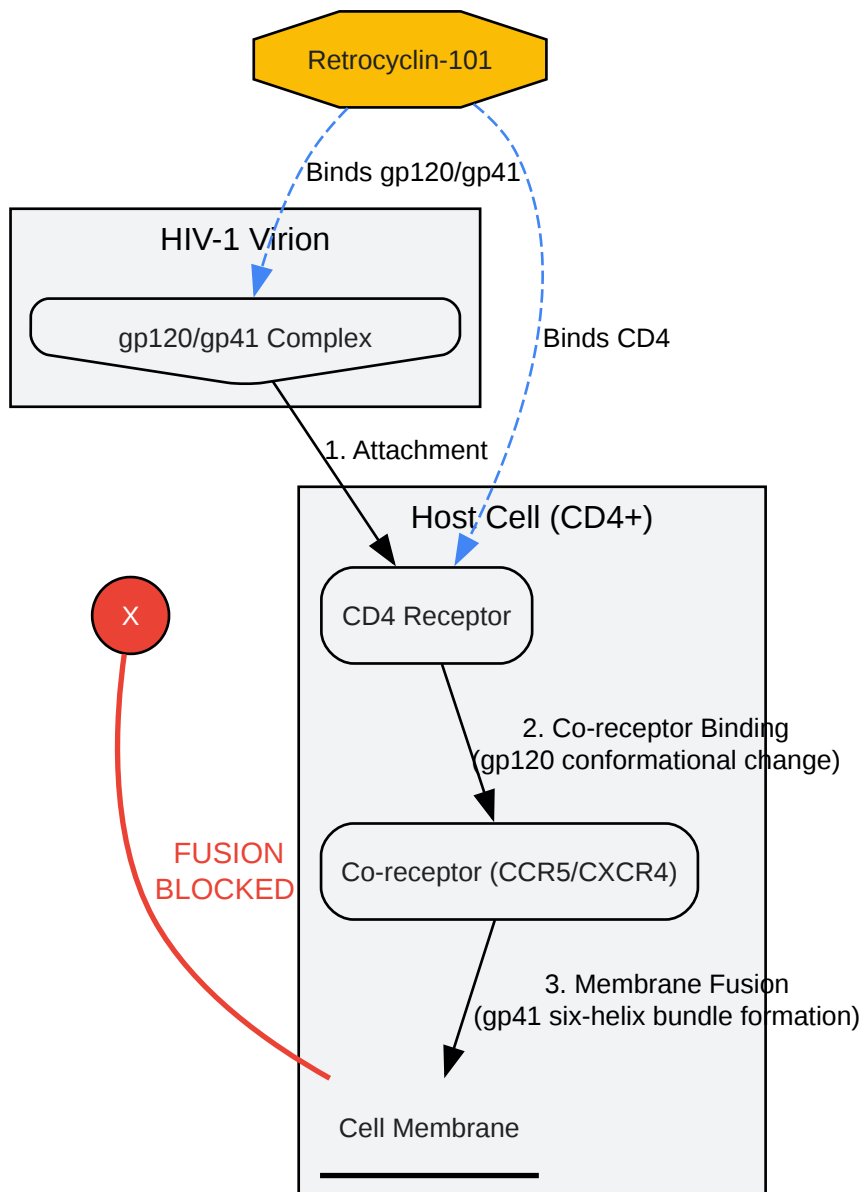 Retrocyclin-101
Binds gp120/gp41
HIV-1 Virion
gp120/gp41 Complex
Binds CD4
1. Attachment
Host Cell (CD4+)
X
CD4 Receptor
2. Co-receptor Binding
(gp120 conformational change)
FUSION
BLOCKED
Co-receptor (CCR5/CXCR4)
3. Membrane Fusion
(gp41 six-helix bundle formation)
Cell Membrane